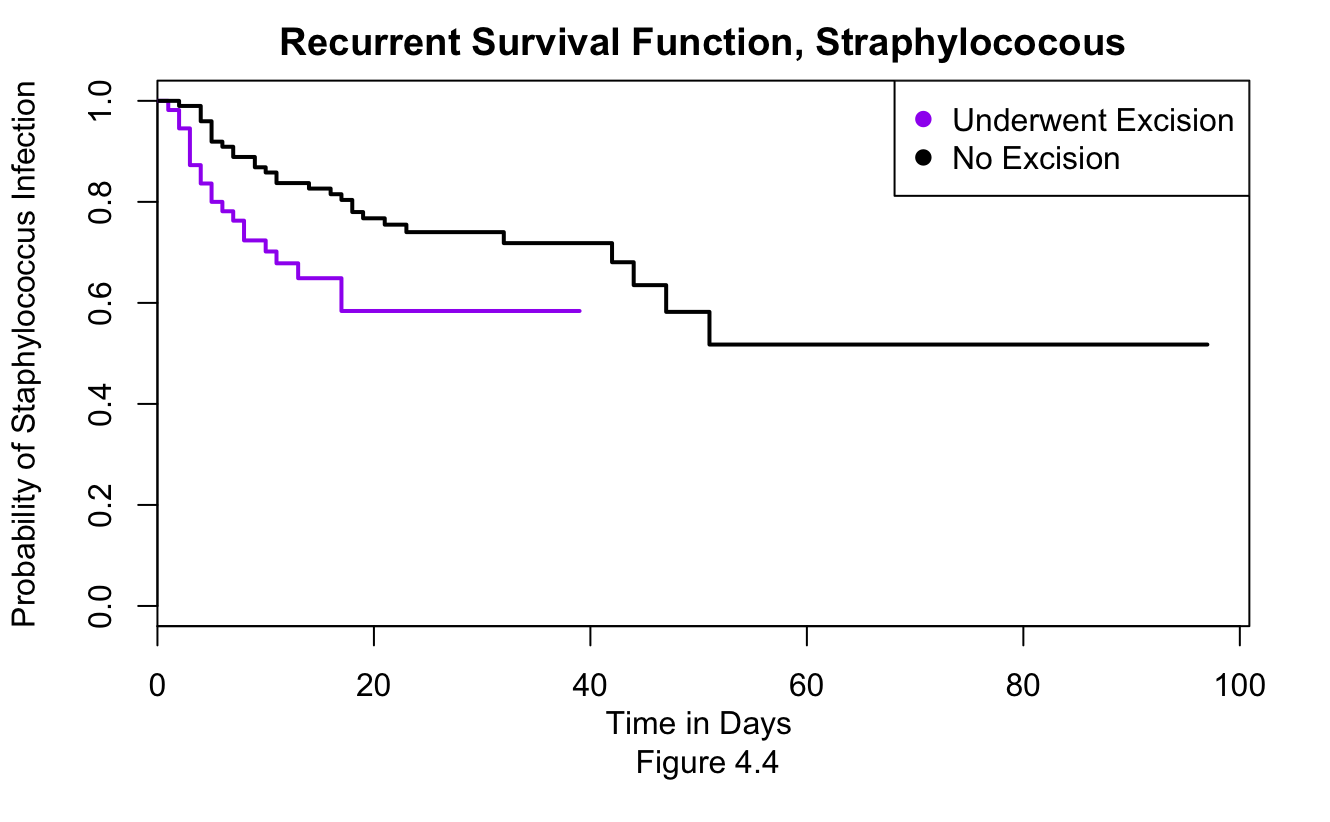 Recurrent Survival Function, Straphylococous
Probability of Staphylococcus Infection
1.0
0.8
0.6
0.4
0.2
0.0
Underwent Excision
No Excision
0 20 40 60 80 100
Time in Days
Figure 4.4